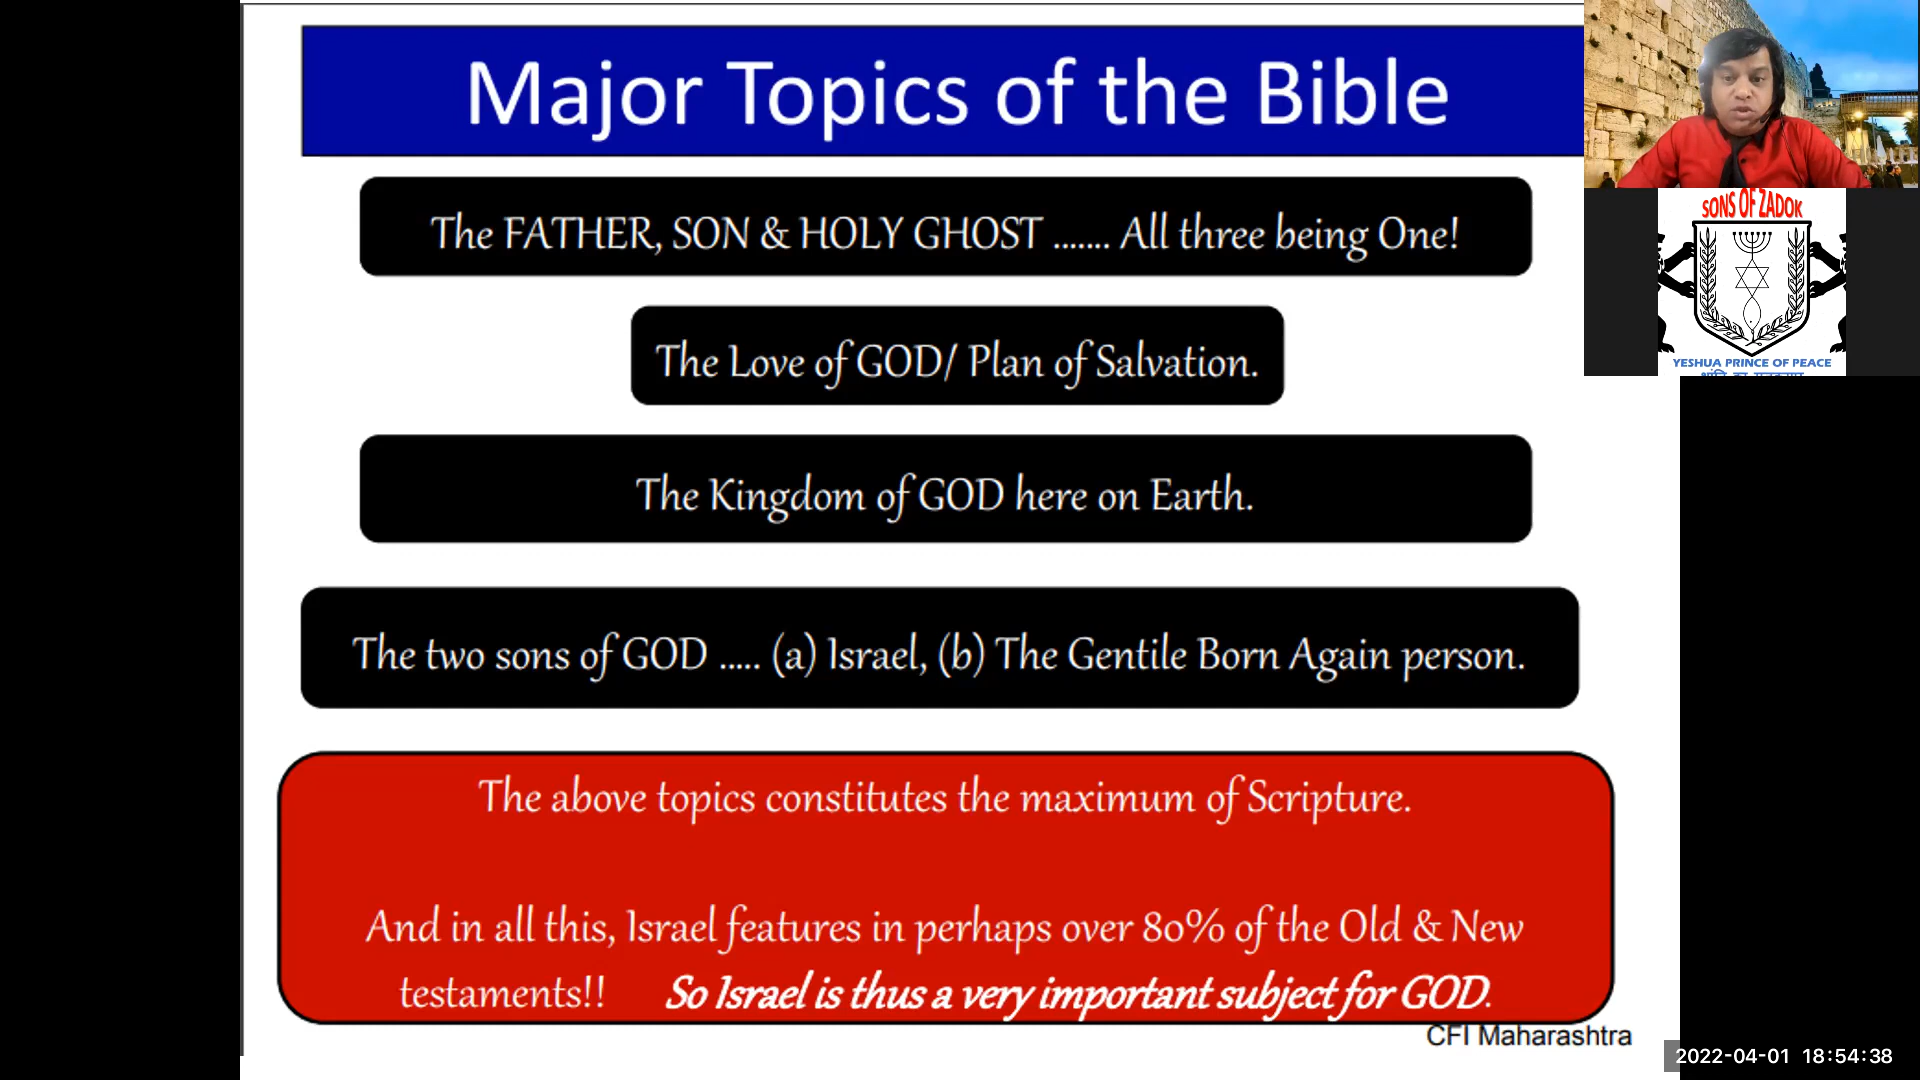 Major Topics of the Bible
The FATHER, SON & HOLY GHOST ....... All three being One!
The Love of GOD/ Plan of Salvation.
The Kingdom of GOD here on Earth.
The two sons of GOD ..... (a) Israel, (b) The Gentile Born Again person.
The above topics constitutes the maximum of Scripture.
And in all this, Israel features in perhaps over 80% of the Old & New
testaments!! So Israel is thus a very important subject for GOD.
CFI Maharashtra
SONS OF ZADOK
YESHUA PRINCE OF PEACE
2022-04-01 18:54:38